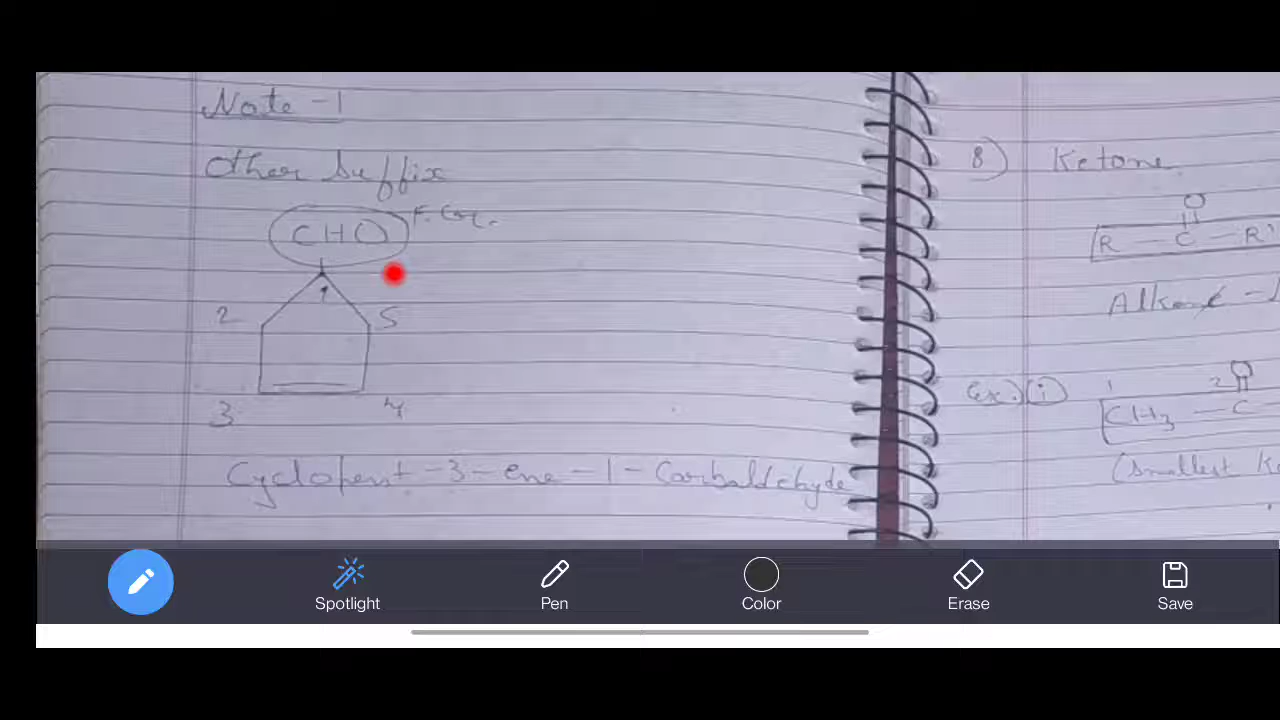 Note -1
Other Suffix
CHO
1
2
5
3
4
Cyclopent -3-ene -1- Carbaldehyde
8) Ketone
O
R - C - R'
Ex. (i)
1
2
O
CH3 - C -
(Smallest
Spotlight
Pen
Color
Erase
Save